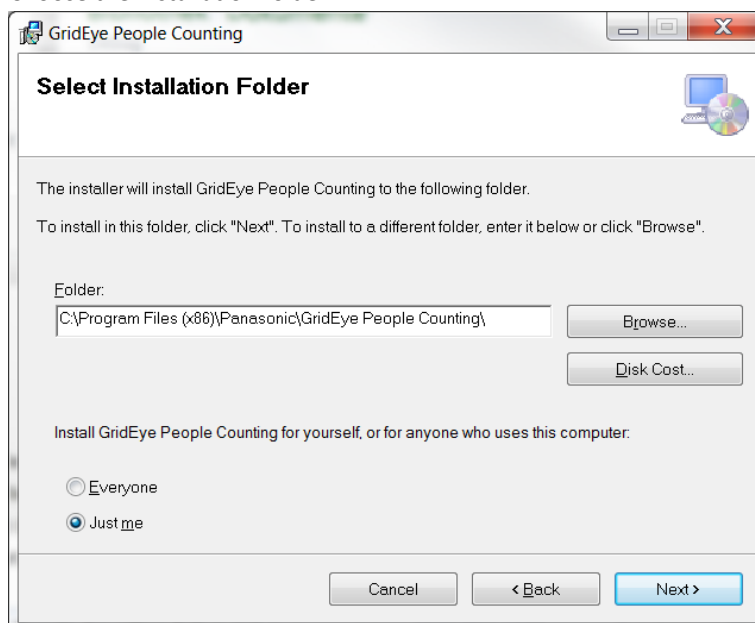 GridEye People Counting
Select Installation Folder
The installer will install GridEye People Counting to the following folder.
To install in this folder, click "Next". To install to a different folder, enter it below or click "Browse".
Folder:
C:\Program Files (x86)\Panasonic\GridEye People Counting\
Browse...
Disk Cost...
Install GridEye People Counting for yourself, or for anyone who uses this computer:
Everyone
Just me
Cancel
< Back
Next >